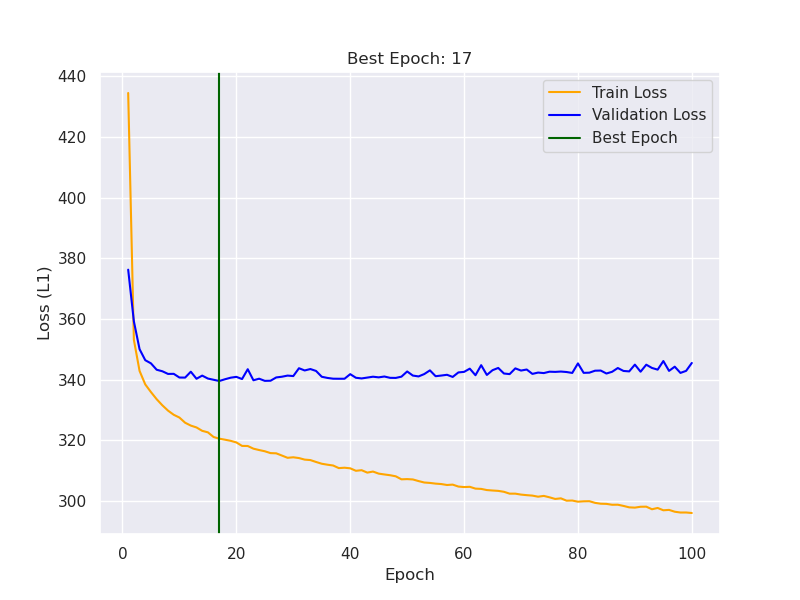 Best Epoch: 17
440
420
400
380
360
340
320
300
Loss (L1)
Train Loss
Validation Loss
Best Epoch
0 20 40 60 80 100
Epoch